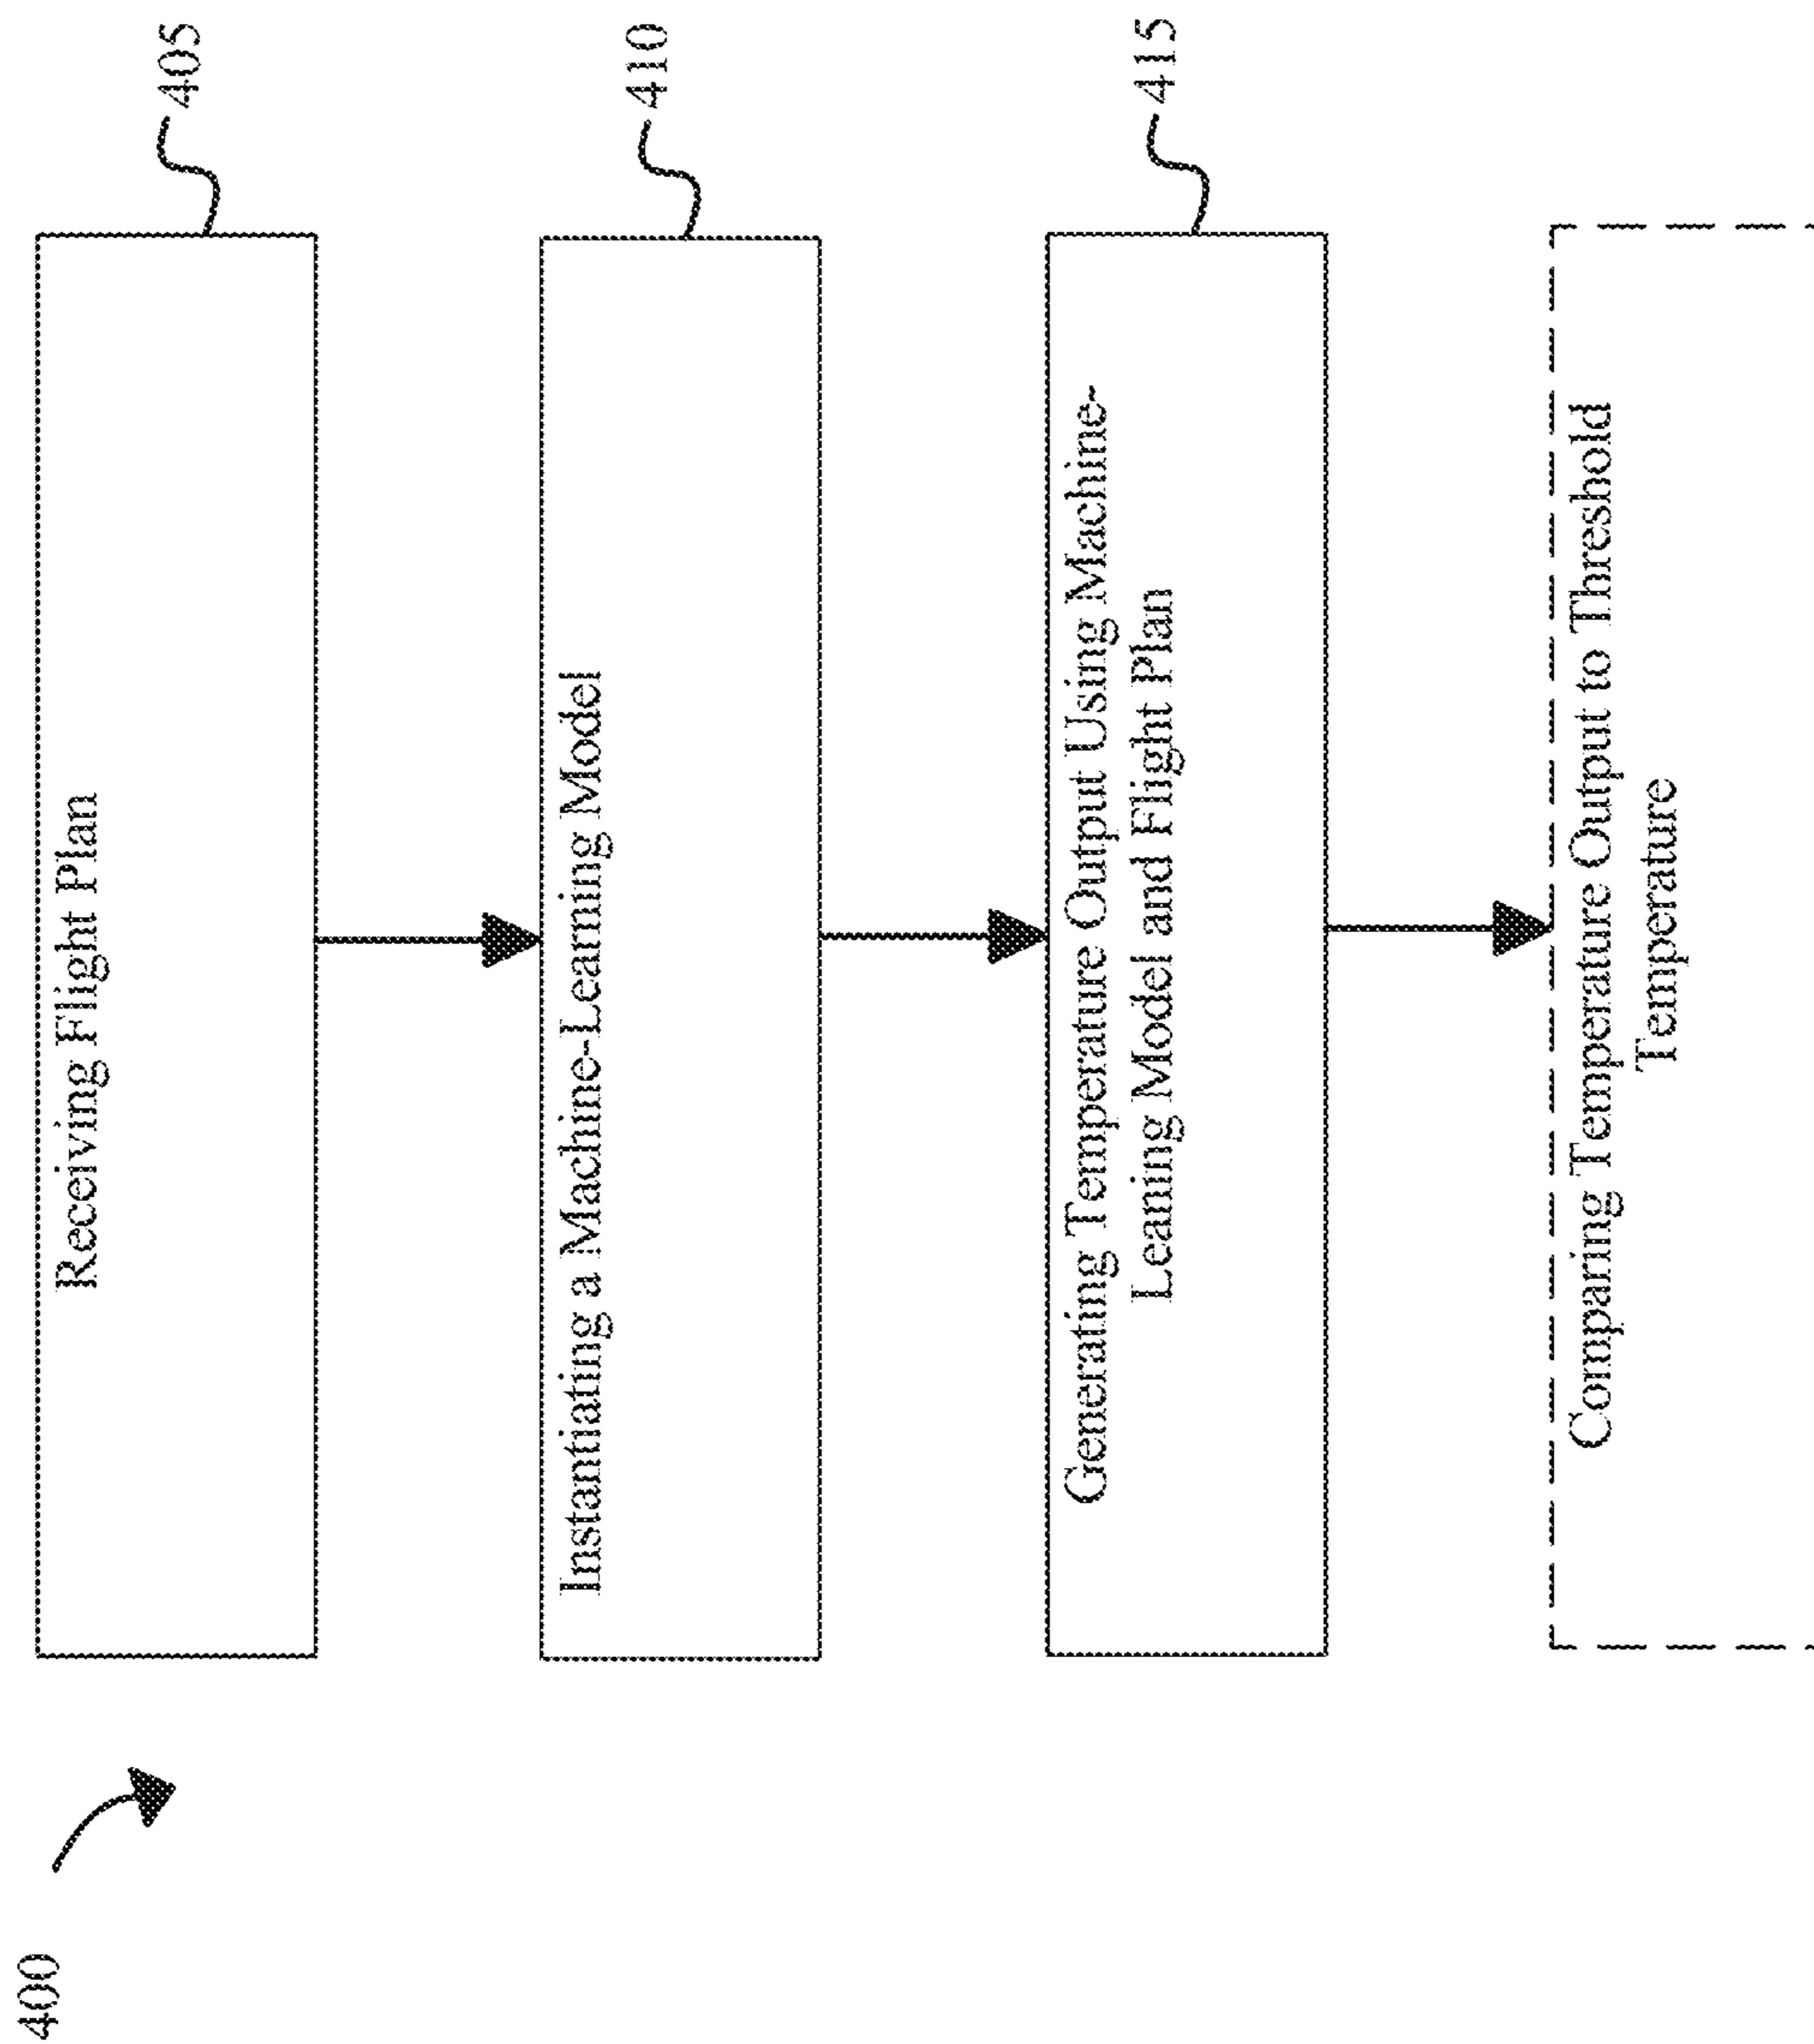 400
Receiving Flight Plan
405
Instantiating a Machine-Learning Model
410
Generating Temperature Output Using Machine-
Leaning Model and Flight Plan
415
Comparing Temperature Output to Threshold
Temperature